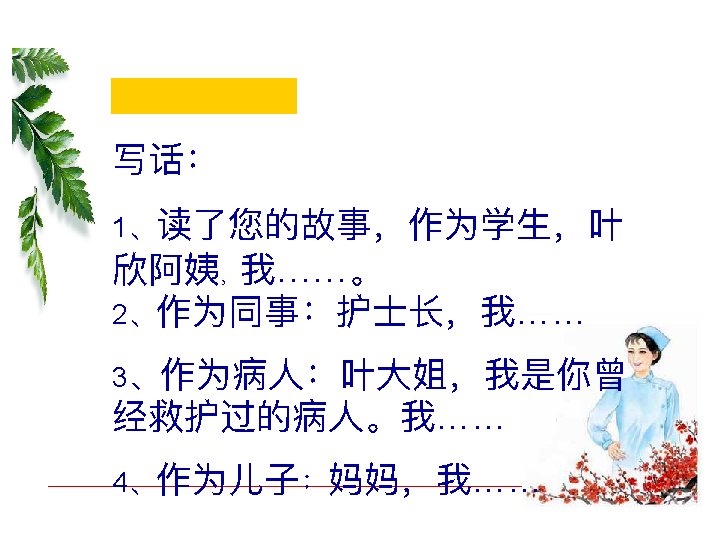 写话：
1、读了您的故事，作为学生，叶
欣阿姨,我……。
2、作为同事：护士长，我……
3、作为病人：叶大姐，我是你曾
经救护过的病人。我……
4、作为儿子：妈妈，我……